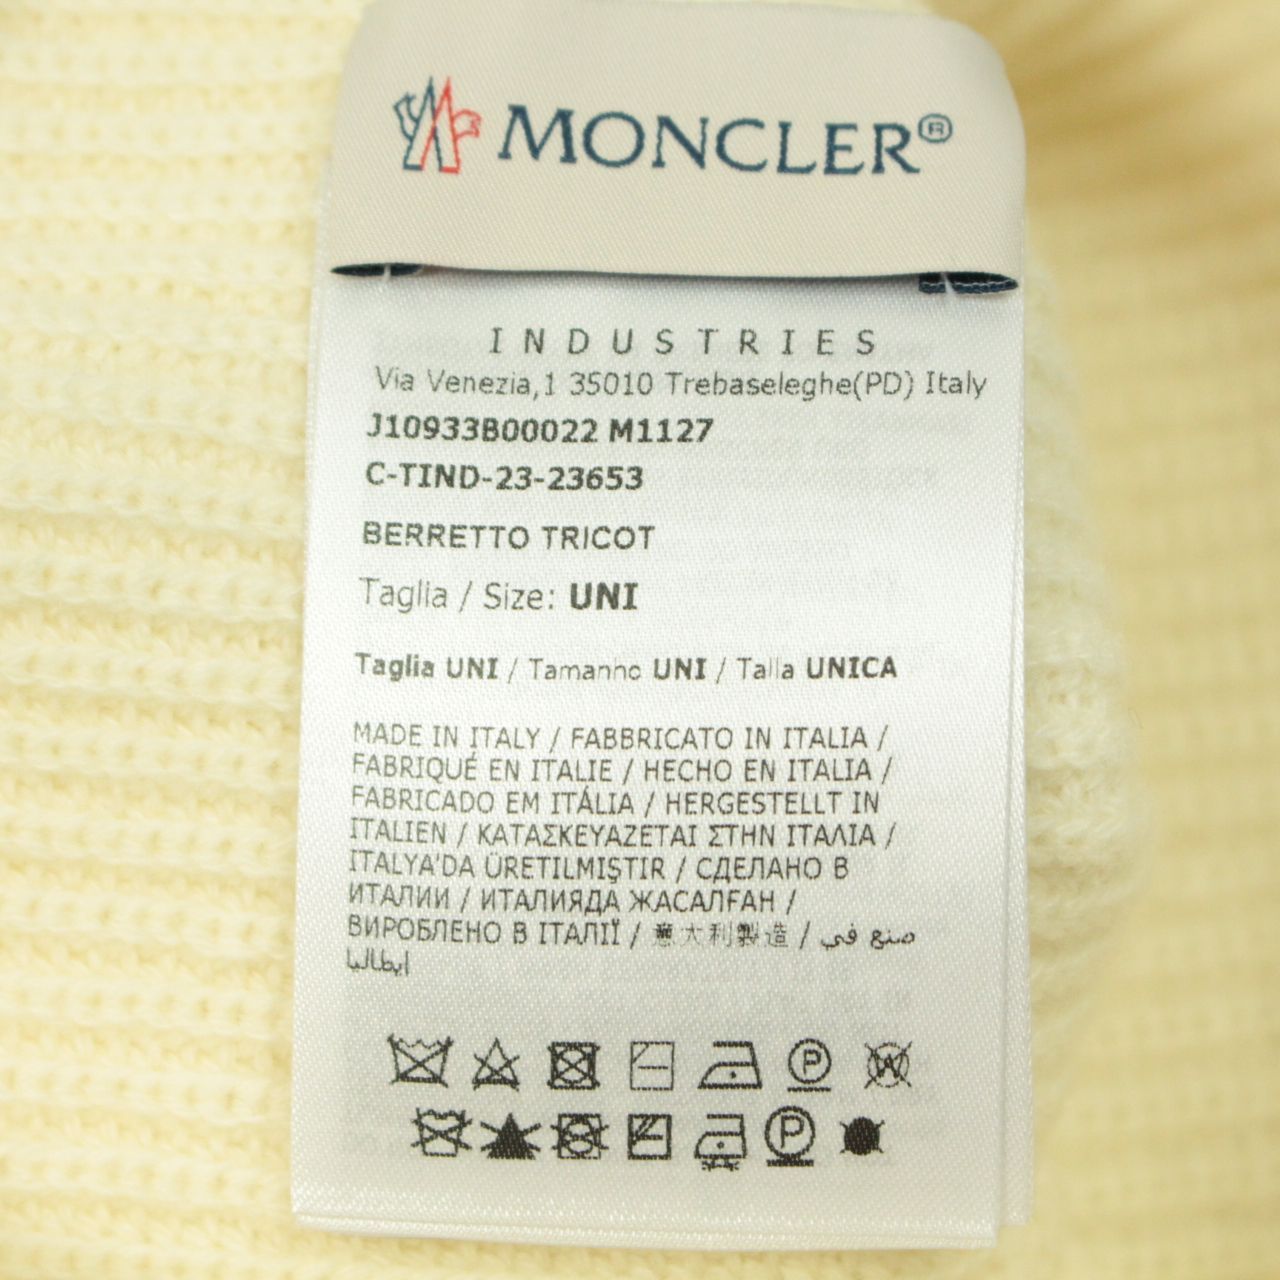 MONCLER®
INDUSTRIES
Via Venezia,1 35010 Trebaseleghe(PD) Italy
J10933B00022 M1127
C-TIND-23-23653
BERRETTO TRICOT
Taglia / Size: UNI
Taglia UNI / Tamanho UNI / Talla UNICA
MADE IN ITALY / FABBRICATO IN ITALIA /
FABRIQUÉ EN ITALIE / HECHO EN ITALIA /
FABRICADO EM ITÁLIA / HERGESTELLT IN
ITALIEN / ΚΑΤΑΣΚΕΥΑΖΕΤΑΙ ΣΤΗΝ ΙΤΑΛΙΑ /
ITALYA'DA ÜRETILMIŞTIR / СДЕЛАНО В
ИТАЛИИ / ИТАЛИЯДА ЖАСАЛҒАН /
ВИРОБЛЕНО В ІТАЛІЇ / 意大利製造 / صنع في
ايطاليا
P W
P